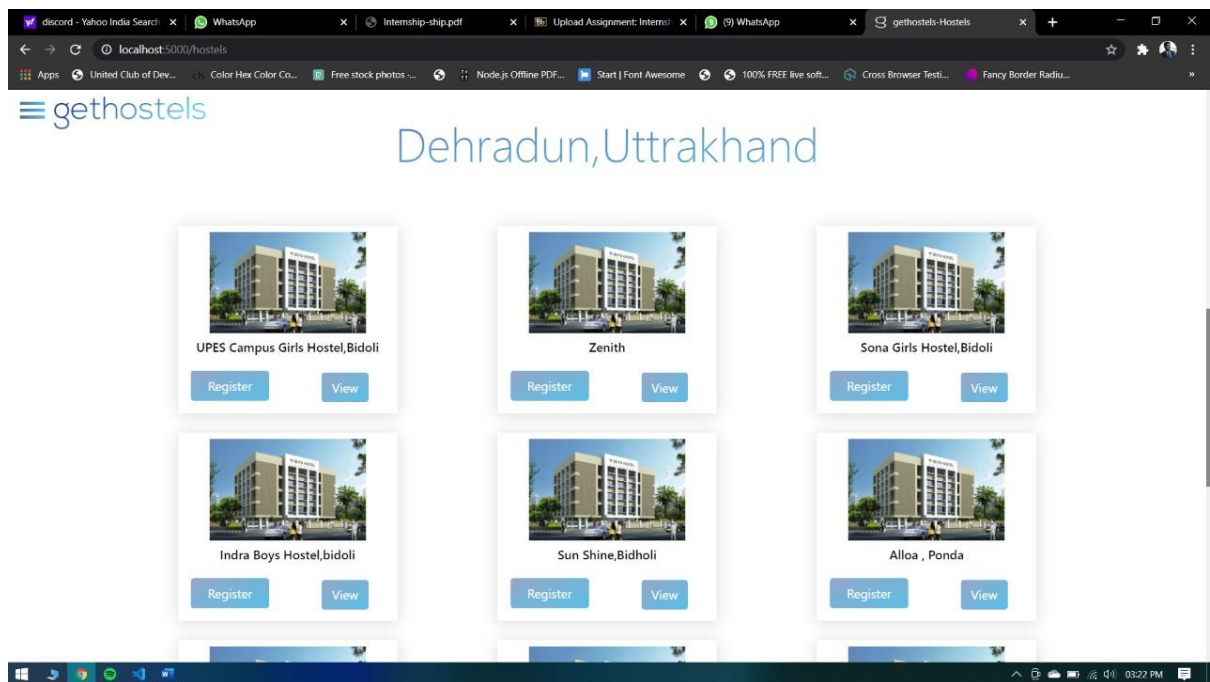 discord - Yahoo India Search
WhatsApp
Internship-ship.pdf
Upload Assignment: Interns
(9) WhatsApp
gethostels-Hostels
localhost:5000/hostels
Apps
United Club of Dev...
Color Hex Color Co...
Free stock photos -...
Node.js Offline PDF...
Start | Font Awesome
100% FREE live soft...
Cross Browser Testi...
Fancy Border Radiu...
gethostels
Dehradun,Uttrakhand
UPES Campus Girls Hostel,Bidoli
Zenith
Sona Girls Hostel,Bidoli
Register View
Register View
Register View
Indra Boys Hostel,bidoli
Sun Shine,Bidholi
Alloa , Ponda
Register View
Register View
Register View
03:22 PM